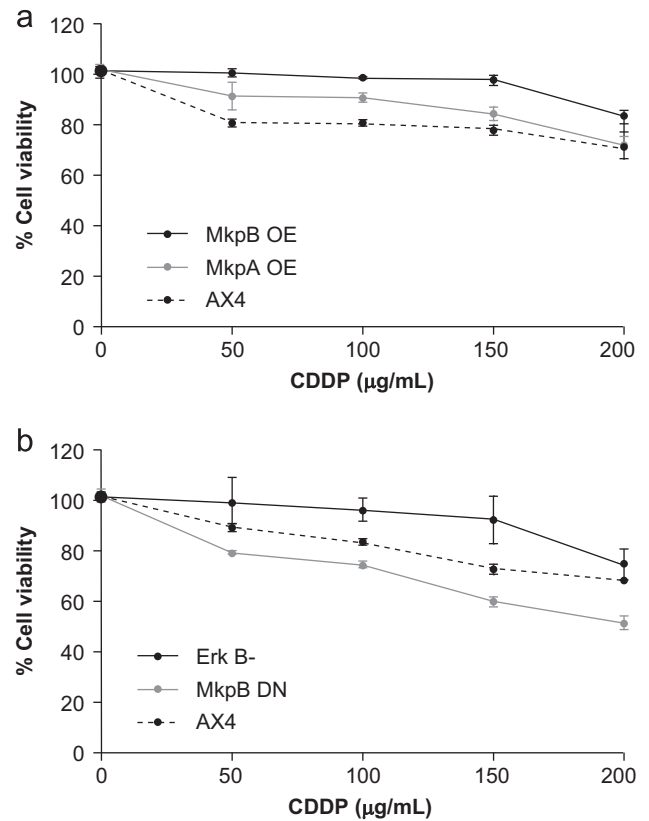 a
120
100
80
60
40
20
0
% Cell viability
MkpB OE
MkpA OE
AX4
0 50 100 150 200
CDDP (μg/mL)
b
120
100
80
60
40
20
0
% Cell viability
Erk B-
MkpB DN
AX4
0 50 100 150 200
CDDP (μg/mL)